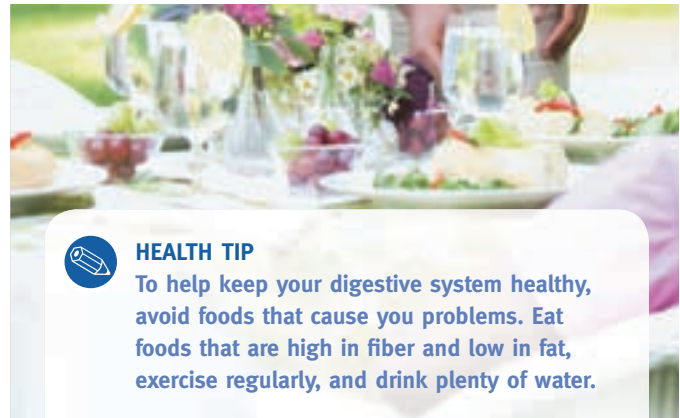 HEALTH TIP
To help keep your digestive system healthy,
avoid foods that cause you problems. Eat
foods that are high in fiber and low in fat,
exercise regularly, and drink plenty of water.